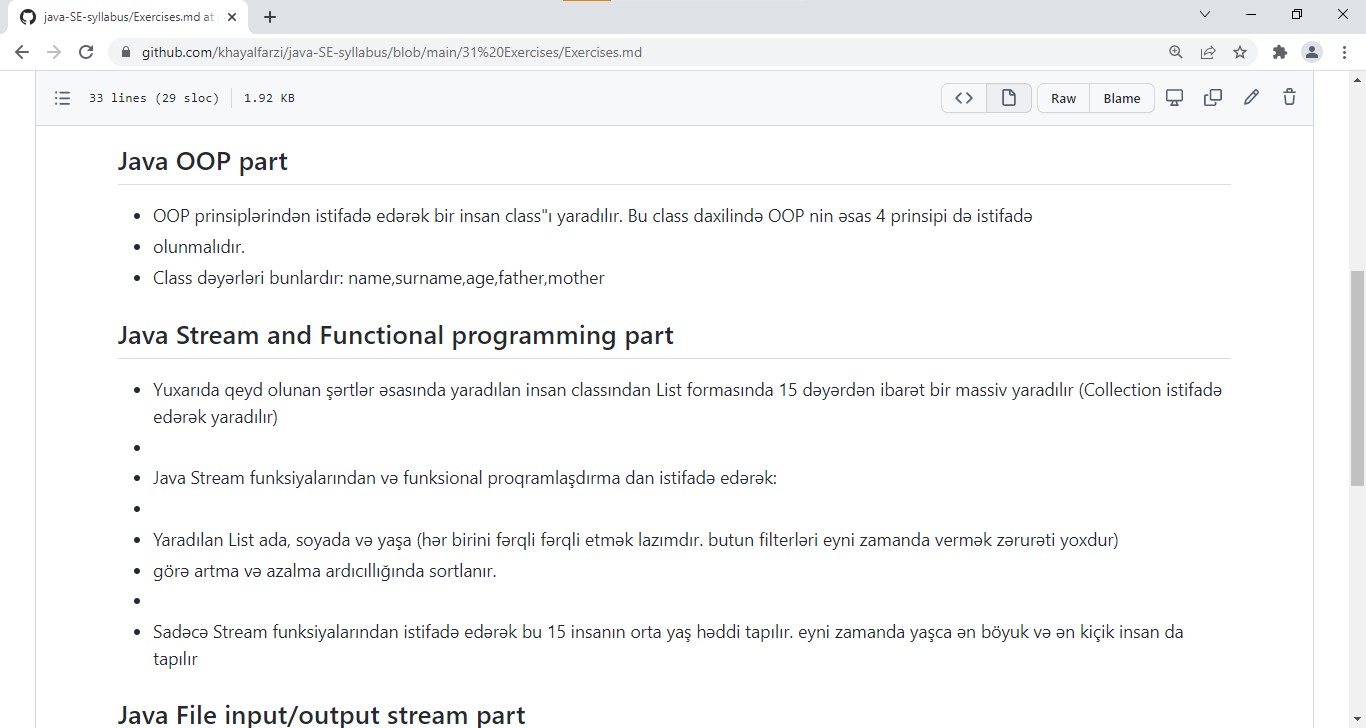 java-SE-syllabus/Exercises.md at
github.com/khayalfarzi/java-SE-syllabus/blob/main/31%20Exercises/Exercises.md
33 lines (29 sloc) 1.92 KB
Raw Blame
Java OOP part
OOP prinsiplərindən istifadə edərək bir insan class"ı yaradılır. Bu class daxilində OOP nin əsas 4 prinsipi də istifadə
olunmalıdır.
Class dəyərləri bunlardır: name,surname,age,father,mother
Java Stream and Functional programming part
Yuxarıda qeyd olunan şərtlər əsasında yaradılan insan classından List formasında 15 dəyərdən ibarət bir massiv yaradılır (Collection istifadə
edərək yaradılır)
Java Stream funksiyalarından və funksional proqramlaşdırma dan istifadə edərək:
Yaradılan List ada, soyada və yaşa (hər birini fərqli fərqli etmək lazımdır. butun filterləri eyni zamanda vermək zərurəti yoxdur)
görə artma və azalma ardıcıllığında sortlanır.
Sadəcə Stream funksiyalarından istifadə edərək bu 15 insanın orta yaş həddi tapılır. eyni zamanda yaşca ən böyuk və ən kiçik insan da
tapılır
Java File input/output stream part